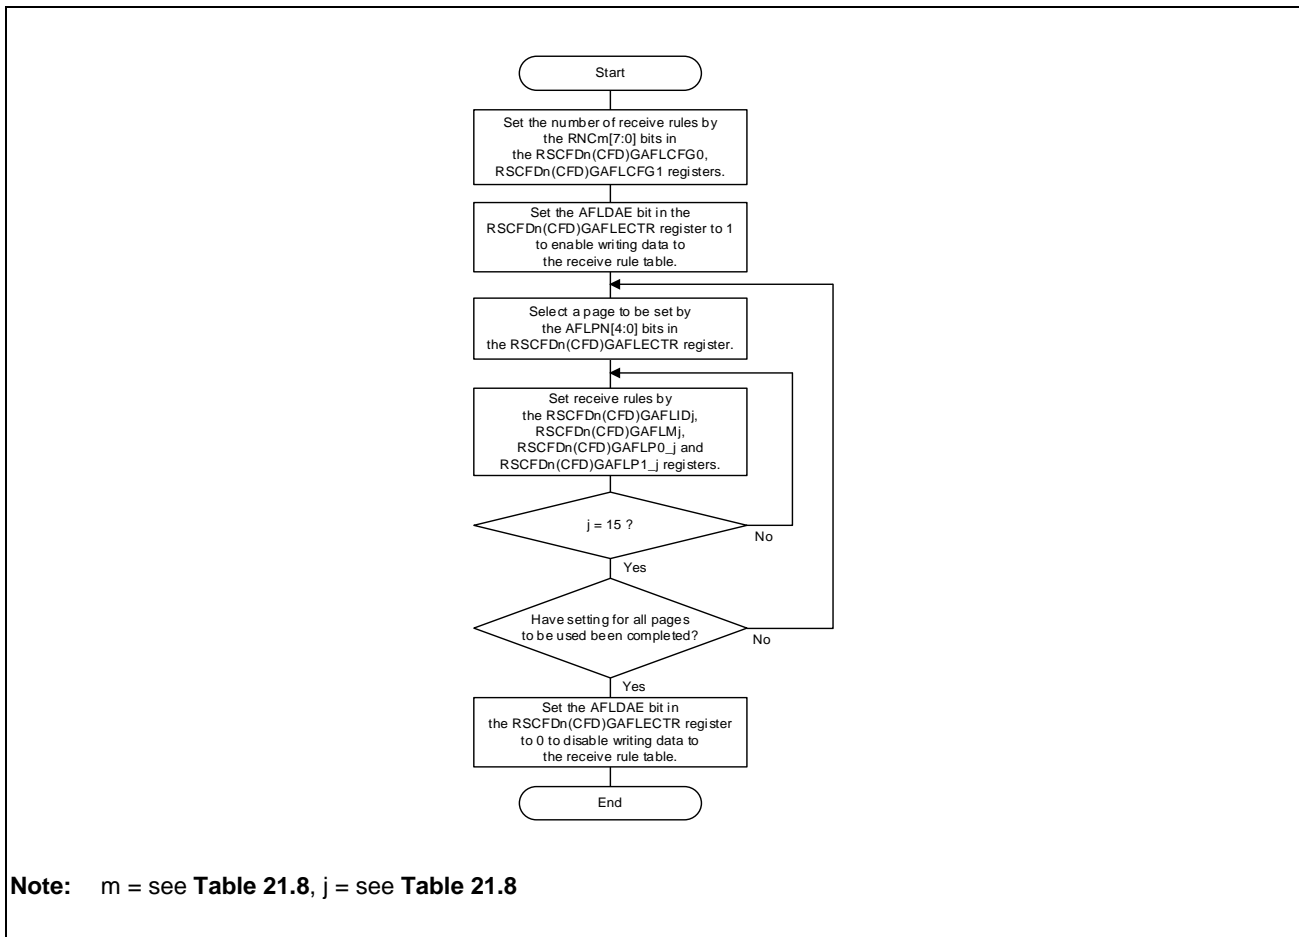 Start
Set the number of receive rules by
the RNCm[7:0] bits in
the RSCFDn(CFD)GAFLCFG0,
RSCFDn(CFD)GAFLCFG1 registers.
Set the AFLDAE bit in the
RSCFDn(CFD)GAFLECTR register to 1
to enable writing data to
the receive rule table.
Select a page to be set by
the AFLPN[4:0] bits in
the RSCFDn(CFD)GAFLECTR register.
Set receive rules by
the RSCFDn(CFD)GAFLIDj,
RSCFDn(CFD)GAFLMj,
RSCFDn(CFD)GAFLP0_j and
RSCFDn(CFD)GAFLP1_j registers.
j = 15 ?
No
Yes
Have setting for all pages
to be used been completed?
No
Yes
Set the AFLDAE bit in
the RSCFDn(CFD)GAFLECTR register
to 0 to disable writing data to
the receive rule table.
End
Note: m = see Table 21.8, j = see Table 21.8